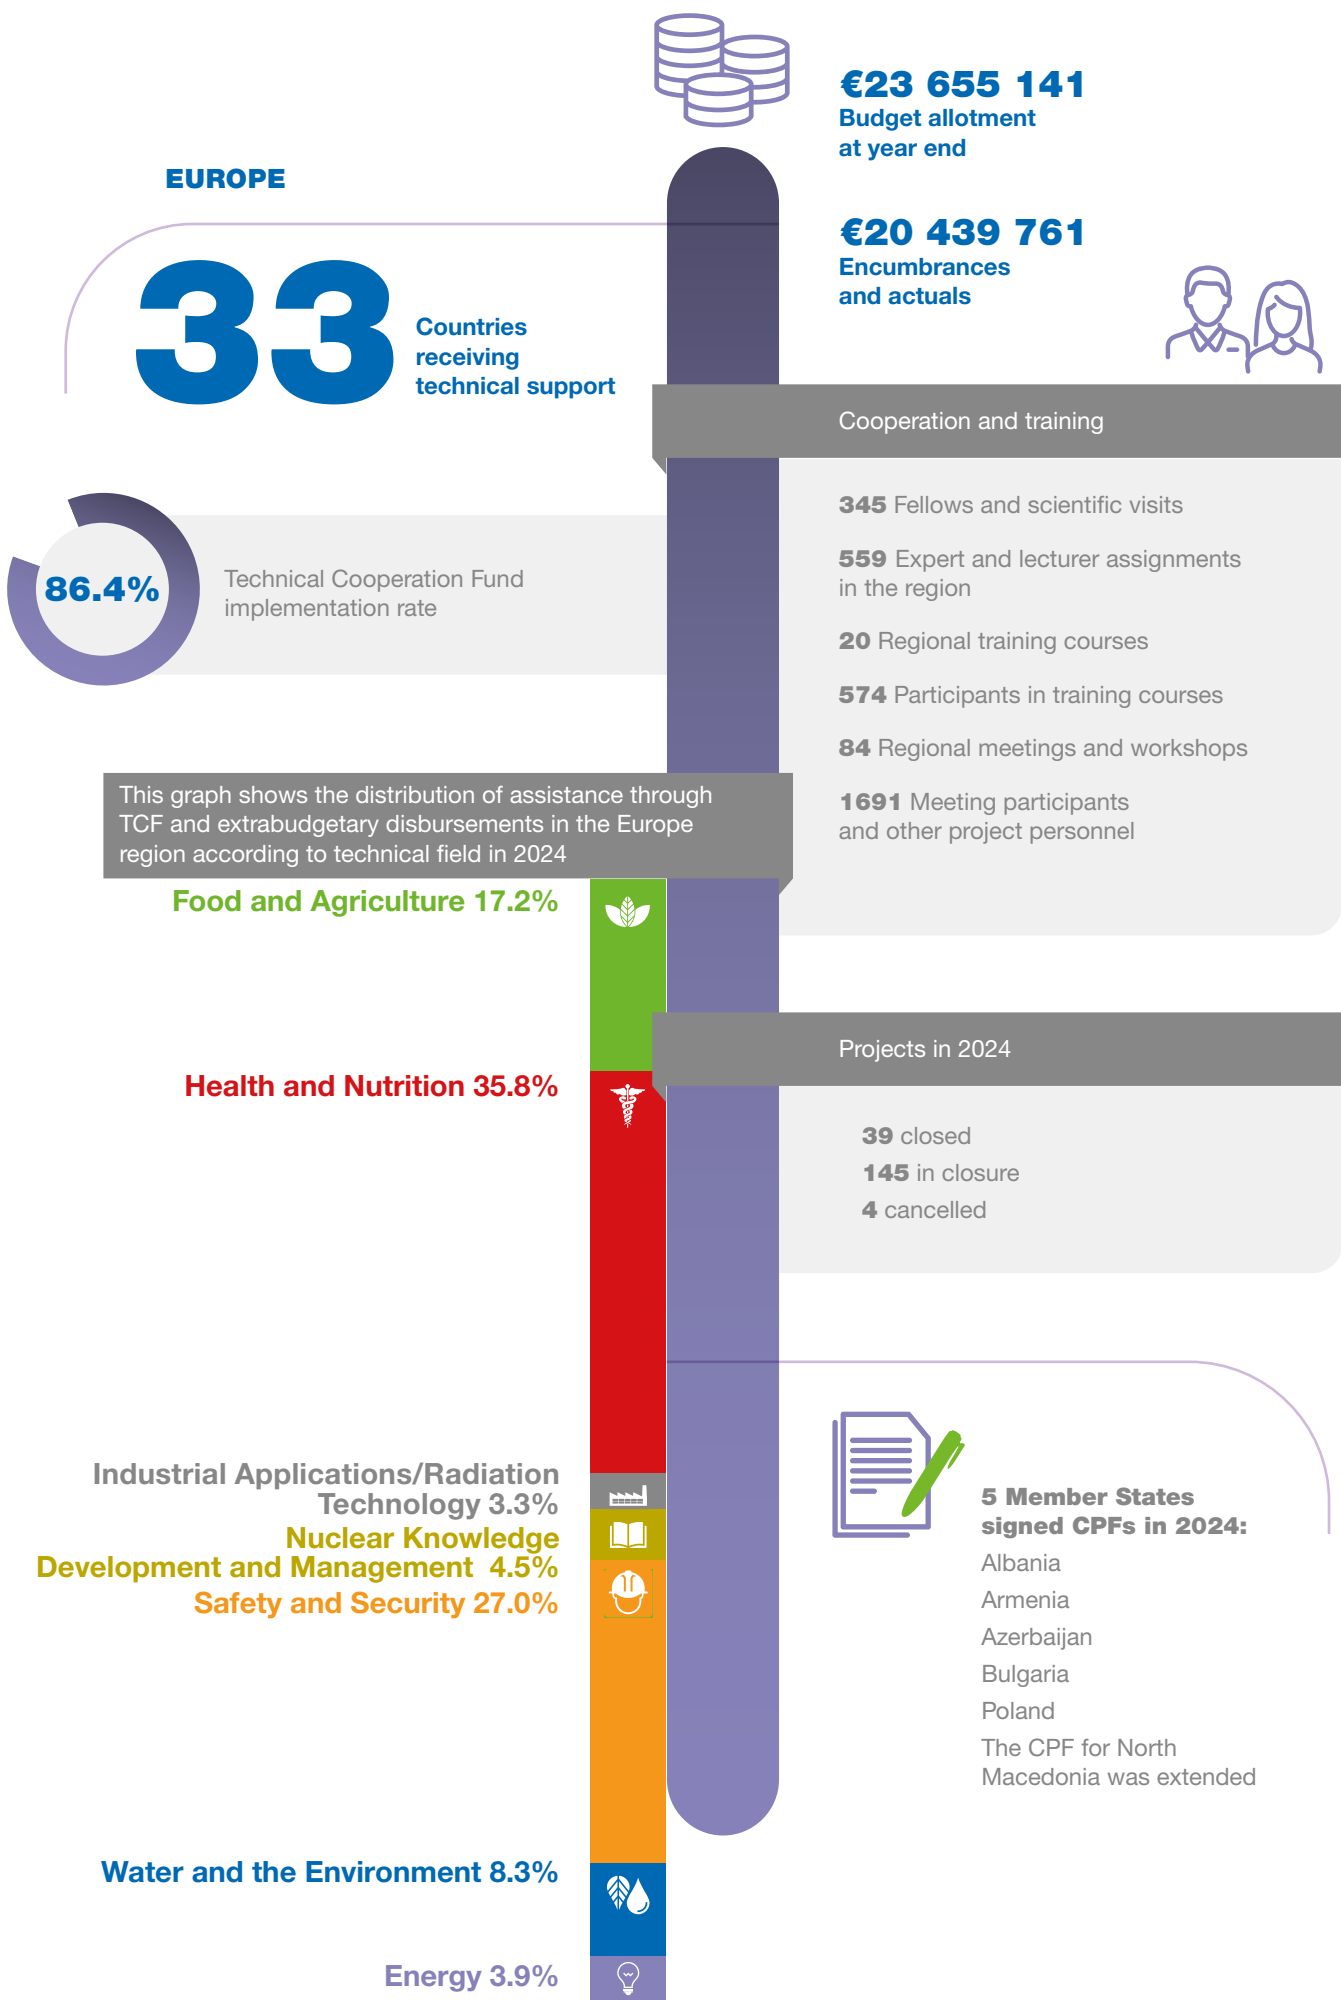 €23 655 141
Budget allotment
at year end
EUROPE
€20 439 761
Encumbrances
and actuals
33
Countries
receiving
technical support
Cooperation and training
345 Fellows and scientific visits
559 Expert and lecturer assignments
in the region
20 Regional training courses
574 Participants in training courses
84 Regional meetings and workshops
1691 Meeting participants
and other project personnel
86.4%
Technical Cooperation Fund
implementation rate
This graph shows the distribution of assistance through
TCF and extrabudgetary disbursements in the Europe
region according to technical field in 2024
Food and Agriculture 17.2%
Health and Nutrition 35.8%
Industrial Applications/Radiation
Technology 3.3%
Nuclear Knowledge
Development and Management 4.5%
Safety and Security 27.0%
Water and the Environment 8.3%
Energy 3.9%
Projects in 2024
39 closed
145 in closure
4 cancelled
5 Member States
signed CPFs in 2024:
Albania
Armenia
Azerbaijan
Bulgaria
Poland
The CPF for North
Macedonia was extended